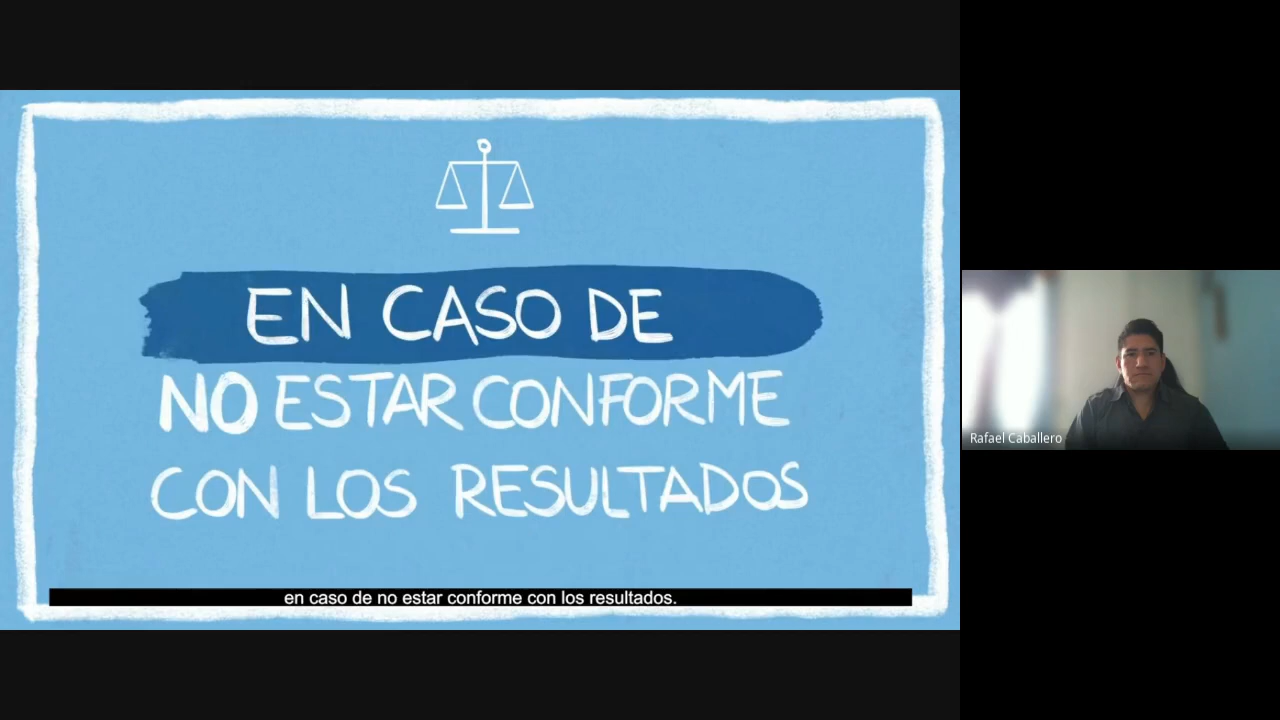 EN CASO DE
NO ESTAR CONFORME
CON LOS RESULTADOS
en caso de no estar conforme con los resultados.
Rafael Caballero